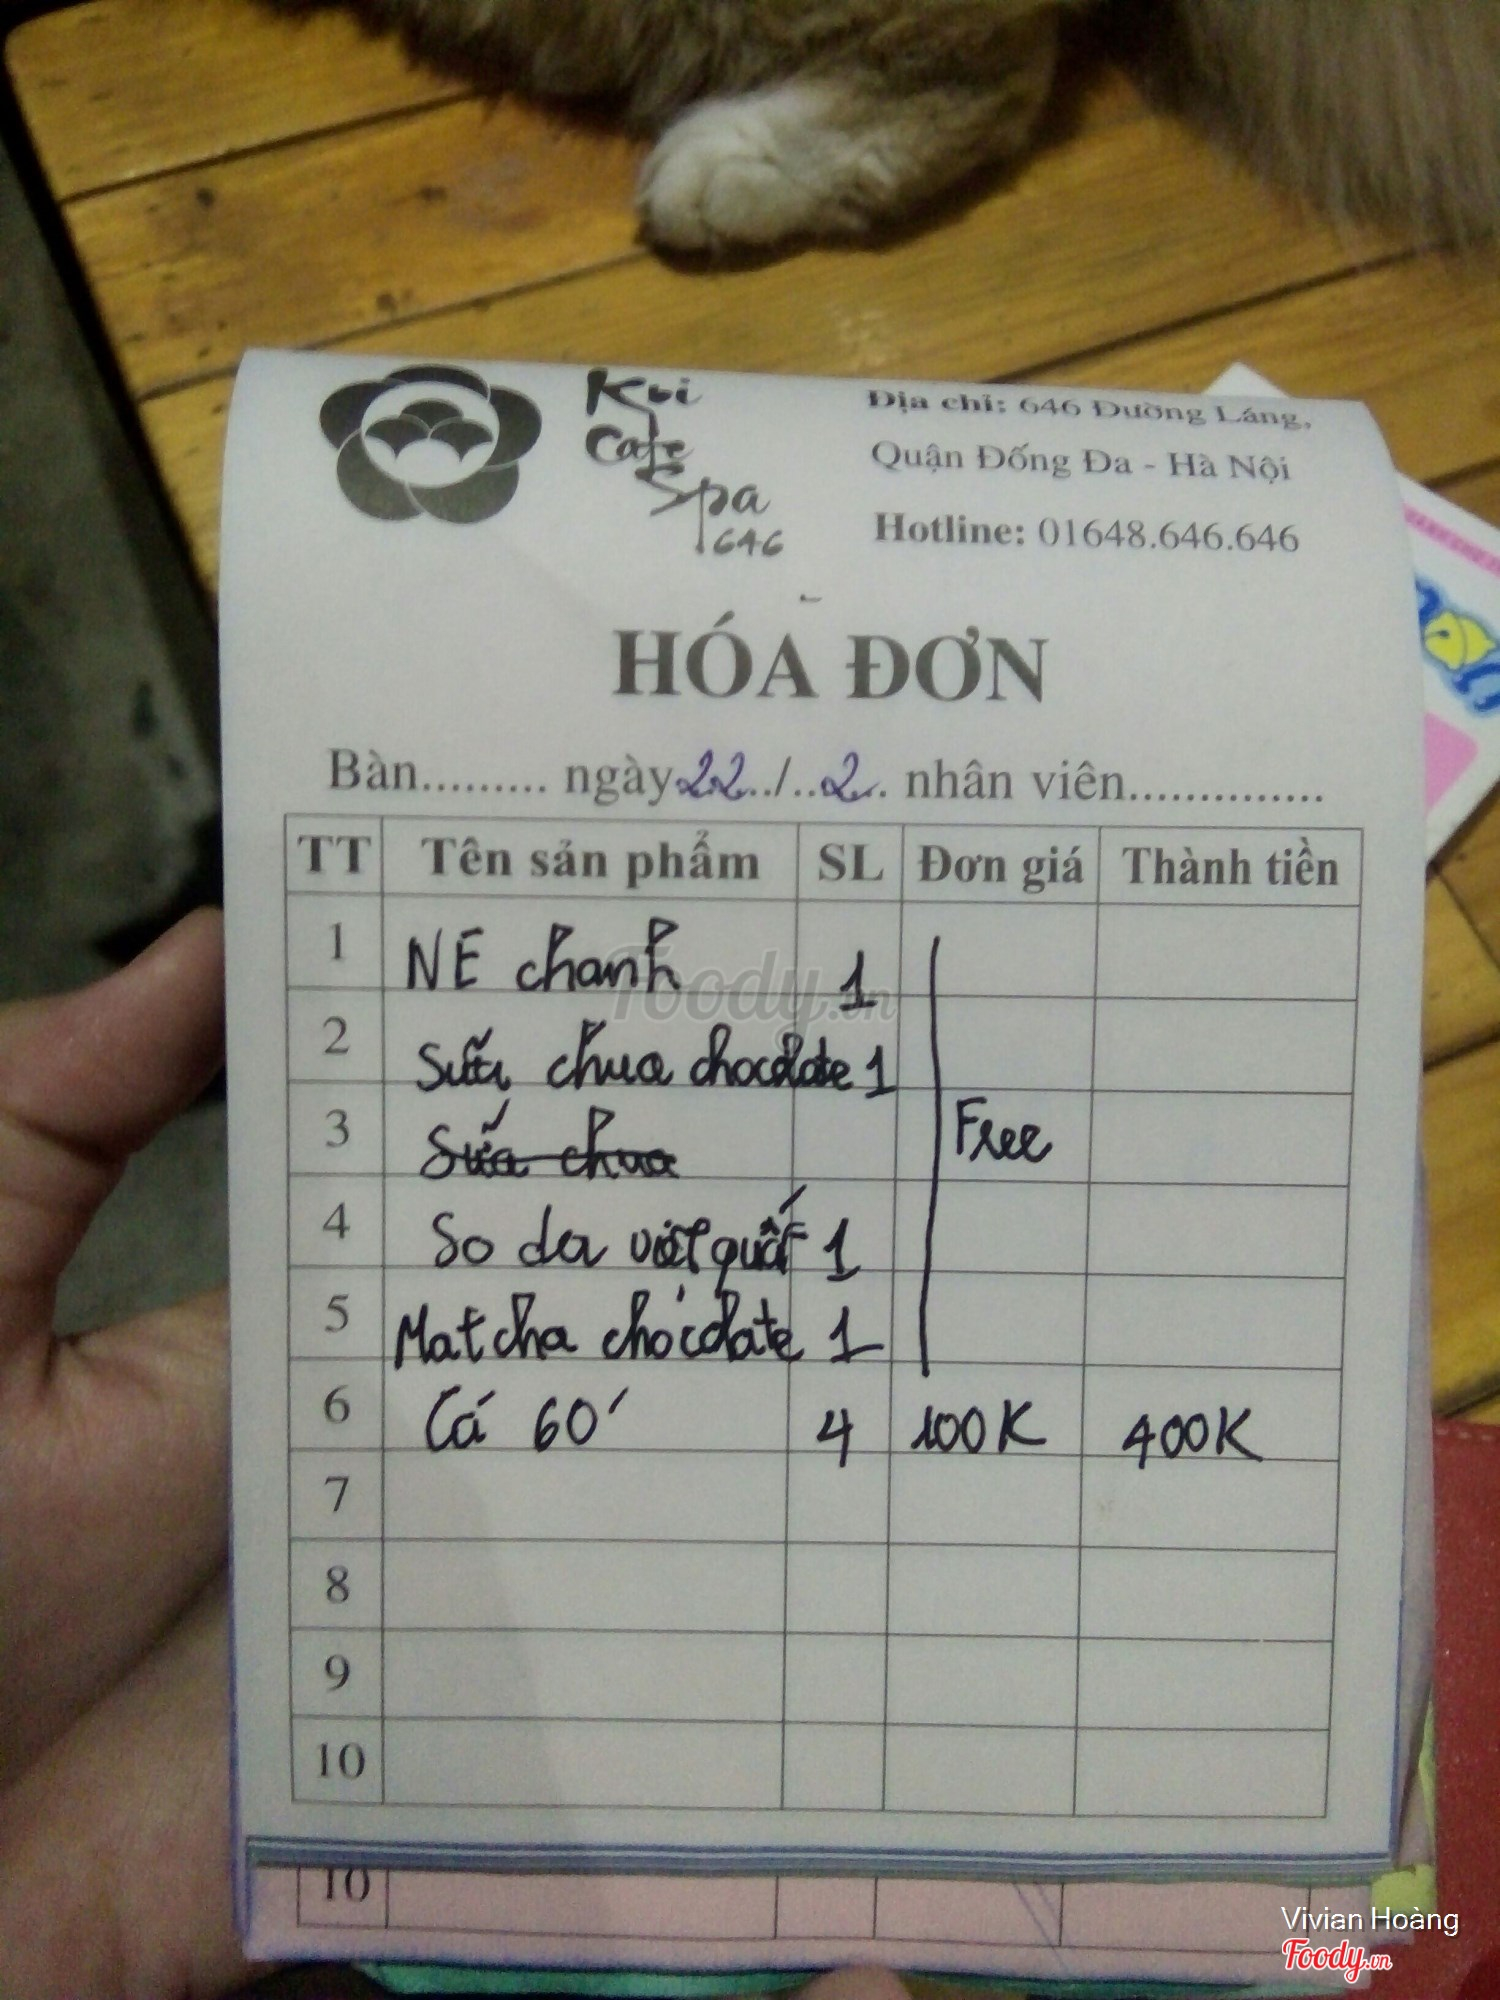 Koi
Cafe
Spa
646
Địa chỉ: 646 Đường Láng,
Quận Đống Đa - Hà Nội
Hotline: 01648.646.646
HÓA ĐƠN
Bàn......... ngày 22../..2.. nhân viên..............
TT Tên sản phẩm SL Đơn giá Thành tiền
1 NE chanh 1
2 Sữa chua chocolate 1
3 Sữa chua Free
4 So da việt quất 1
5 Matcha chocolate 1
6 Cá 60' 4 100K 400K
7
8
9
10
10
Foody.vn
Vivian Hoàng
Foody.vn